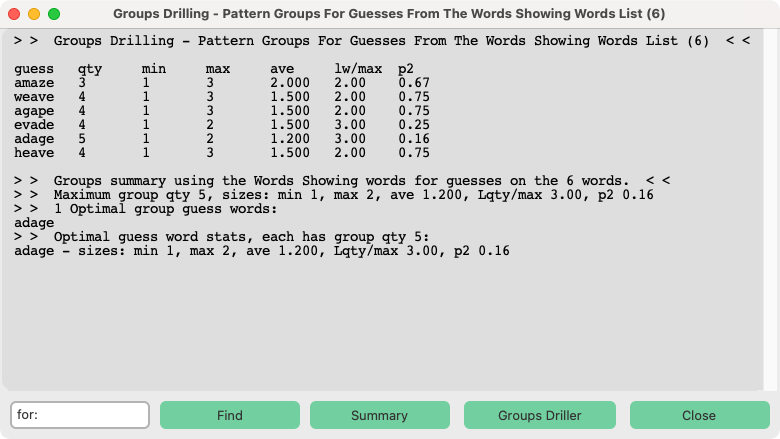 Groups Drilling - Pattern Groups For Guesses From The Words Showing Words List (6)
> >  Groups Drilling - Pattern Groups For Guesses From The Words Showing Words List (6)  < <
guess   qty     min     max     ave     lw/max  p2
amaze   3       1       3       2.000   2.00    0.67
weave   4       1       3       1.500   2.00    0.75
agape   4       1       3       1.500   2.00    0.75
evade   4       1       2       1.500   3.00    0.25
adage   5       1       2       1.200   3.00    0.16
heave   4       1       3       1.500   2.00    0.75
> >  Groups summary using the Words Showing words for guesses on the 6 words.  < <
> >  Maximum group qty 5, sizes: min 1, max 2, ave 1.200, Lqty/max 3.00, p2 0.16
> >  1 Optimal group guess words:
adage
> >  Optimal guess word stats, each has group qty 5:
adage - sizes: min 1, max 2, ave 1.200, Lqty/max 3.00, p2 0.16
for: Find Summary Groups Driller Close